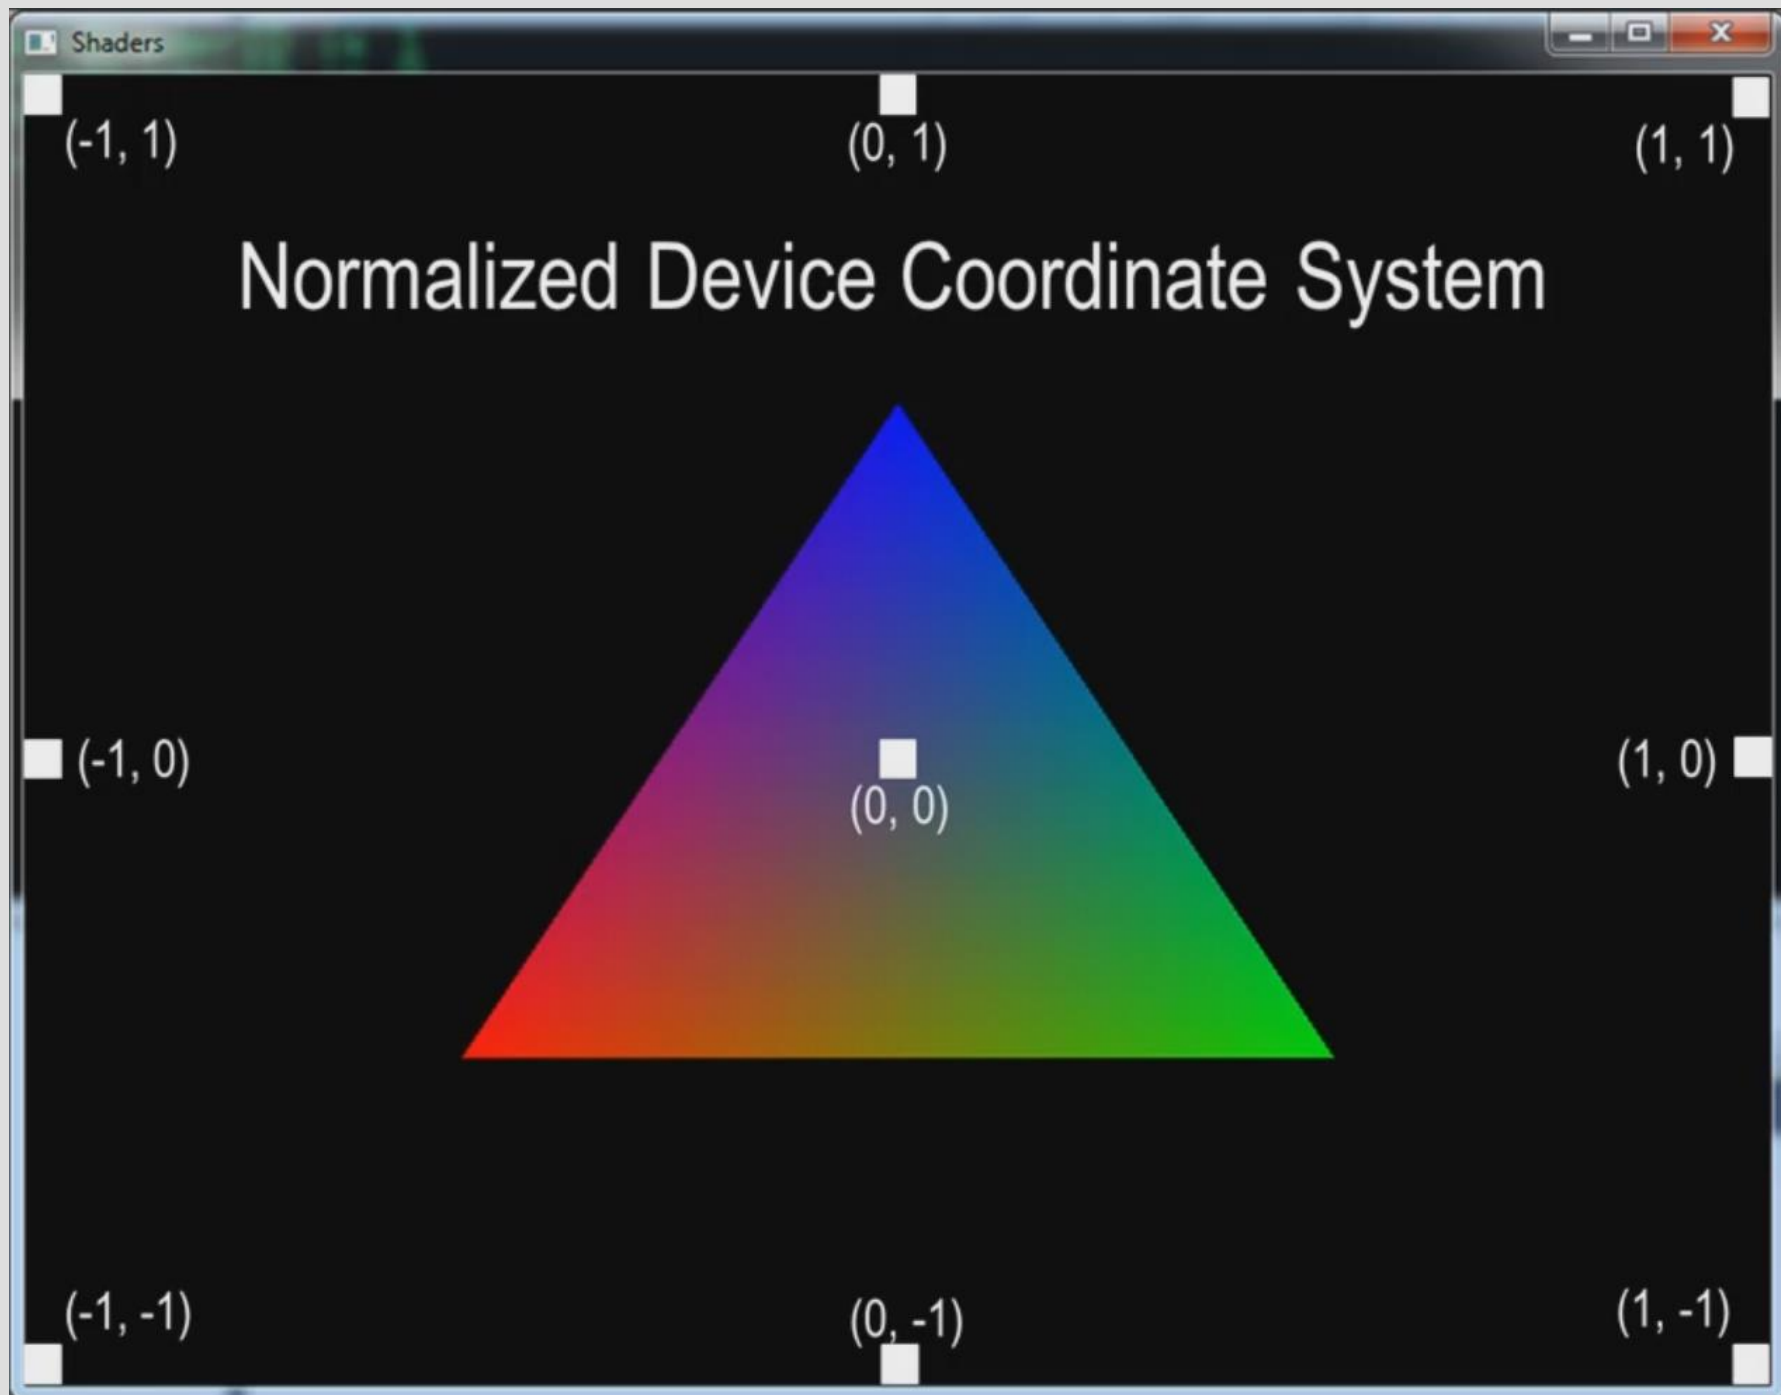 Shaders
(-1, 1) (0, 1) (1, 1)
Normalized Device Coordinate System
(-1, 0) (1, 0)
(0, 0)
(-1, -1) (0, -1) (1, -1)